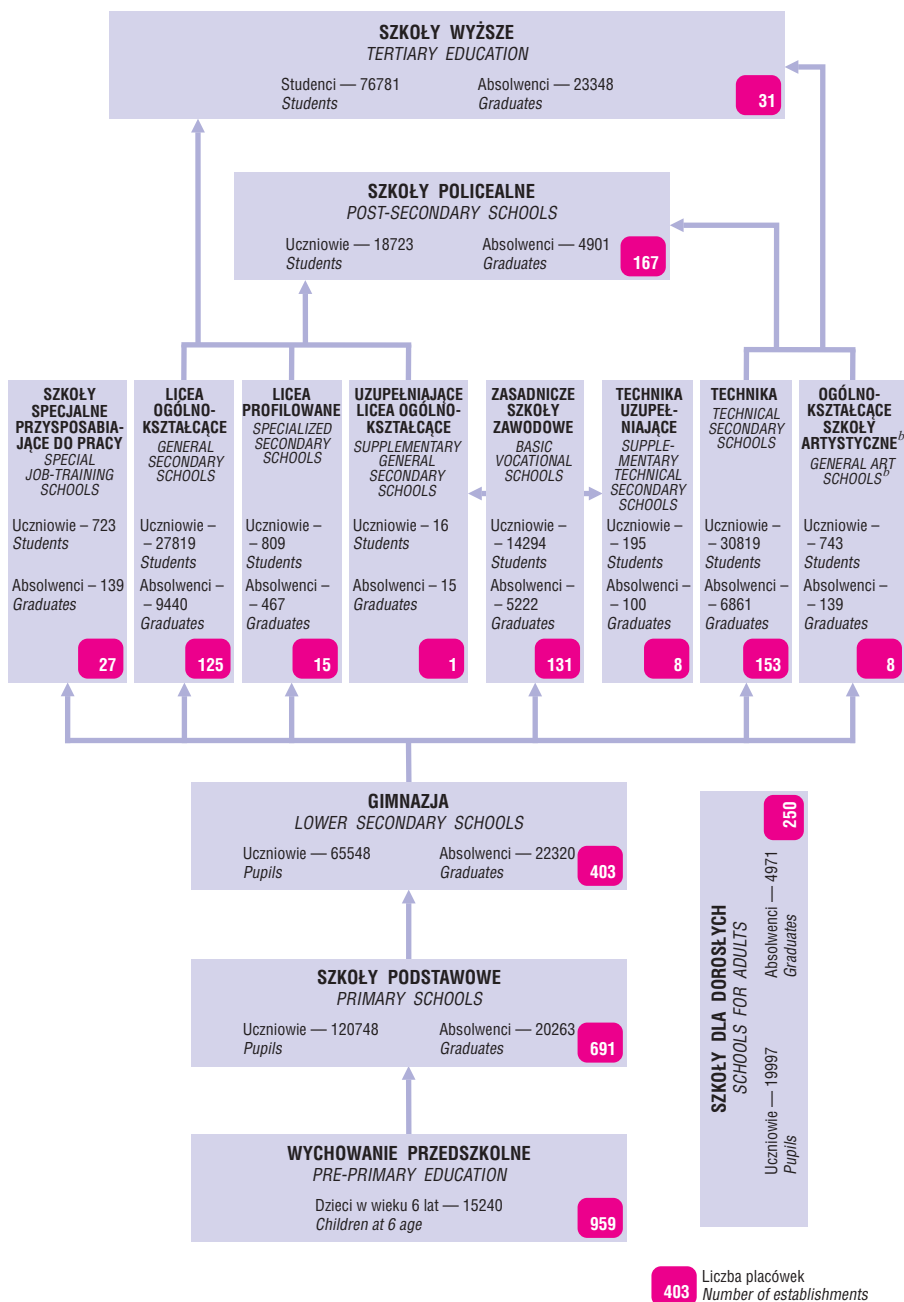 SZKOŁY WYŻSZE
TERTIARY EDUCATION
Studenci — 76781
Students
Absolwenci — 23348
Graduates
31
SZKOŁY POLICEALNE
POST-SECONDARY SCHOOLS
Uczniowie — 18723
Students
Absolwenci — 4901
Graduates
167
SZKOŁY
SPECJALNE
PRZYSPOSABIA-
JĄCE DO PRACY
SPECIAL
JOB-TRAINING
SCHOOLS
Uczniowie – 723
Students
Absolwenci – 139
Graduates
27
LICEA
OGÓLNO-
KSZTAŁCĄCE
GENERAL
SECONDARY
SCHOOLS
Uczniowie –
– 27819
Students
Absolwenci –
– 9440
Graduates
125
LICEA
PROFILOWANE
SPECIALIZED
SECONDARY
SCHOOLS
Uczniowie –
– 809
Students
Absolwenci –
– 467
Graduates
15
UZUPEŁNIAJĄCE
LICEA OGÓLNO-
KSZTAŁCĄCE
SUPPLEMENTARY
GENERAL
SECONDARY
SCHOOLS
Uczniowie – 16
Students
Absolwenci – 15
Graduates
1
ZASADNICZE
SZKOŁY
ZAWODOWE
BASIC
VOCATIONAL
SCHOOLS
Uczniowie –
– 14294
Students
Absolwenci –
– 5222
Graduates
131
TECHNIKA
UZUPEŁ-
NIAJĄCE
SUPPLE-
MENTARY
TECHNICAL
SECONDARY
SCHOOLS
Uczniowie –
– 195
Students
Absolwenci –
– 100
Graduates
8
TECHNIKA
TECHNICAL
SECONDARY
SCHOOLS
Uczniowie –
– 30819
Students
Absolwenci –
– 6861
Graduates
153
OGÓLNO-
KSZTAŁCĄCE
SZKOŁY
ARTYSTYCZNE b
GENERAL ART
SCHOOLS b
Uczniowie –
– 743
Students
Absolwenci –
– 139
Graduates
8
GIMNAZJA
LOWER SECONDARY SCHOOLS
Uczniowie — 65548
Pupils
Absolwenci — 22320
Graduates
403
SZKOŁY PODSTAWOWE
PRIMARY SCHOOLS
Uczniowie — 120748
Pupils
Absolwenci — 20263
Graduates
691
WYCHOWANIE PRZEDSZKOLNE
PRE-PRIMARY EDUCATION
Dzieci w wieku 6 lat — 15240
Children at 6 age
959
SZKOŁY DLA DOROSŁYCH
SCHOOLS FOR ADULTS
Uczniowie — 19997
Pupils
Absolwenci — 4971
Graduates
250
403
Liczba placówek
Number of establishments